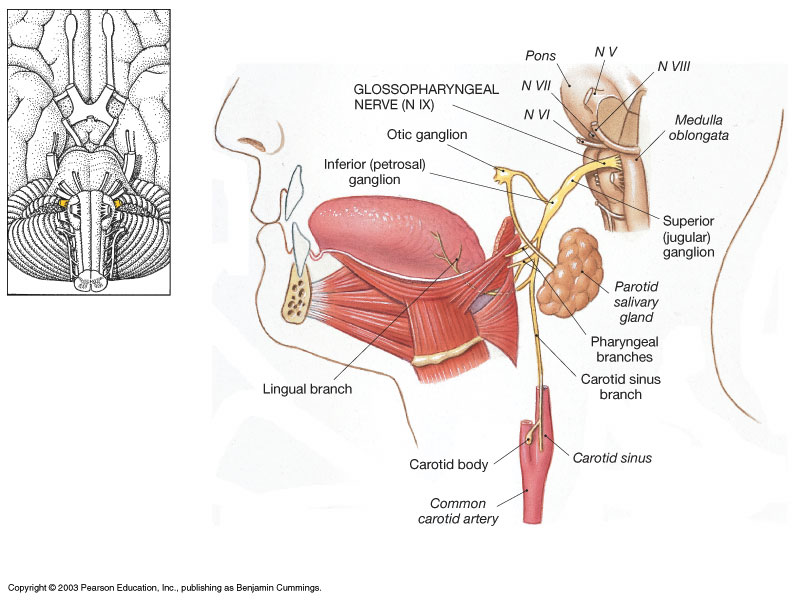 Pons
N V
N VIII
N VII
N VI
GLOSSOPHARYNGEAL
NERVE (N IX)
Medulla
oblongata
Otic ganglion
Inferior (petrosal)
ganglion
Superior
(jugular)
ganglion
Parotid
salivary
gland
Pharyngeal
branches
Carotid sinus
branch
Lingual branch
Carotid body
Carotid sinus
Common
carotid artery
Copyright © 2003 Pearson Education, Inc., publishing as Benjamin Cummings.